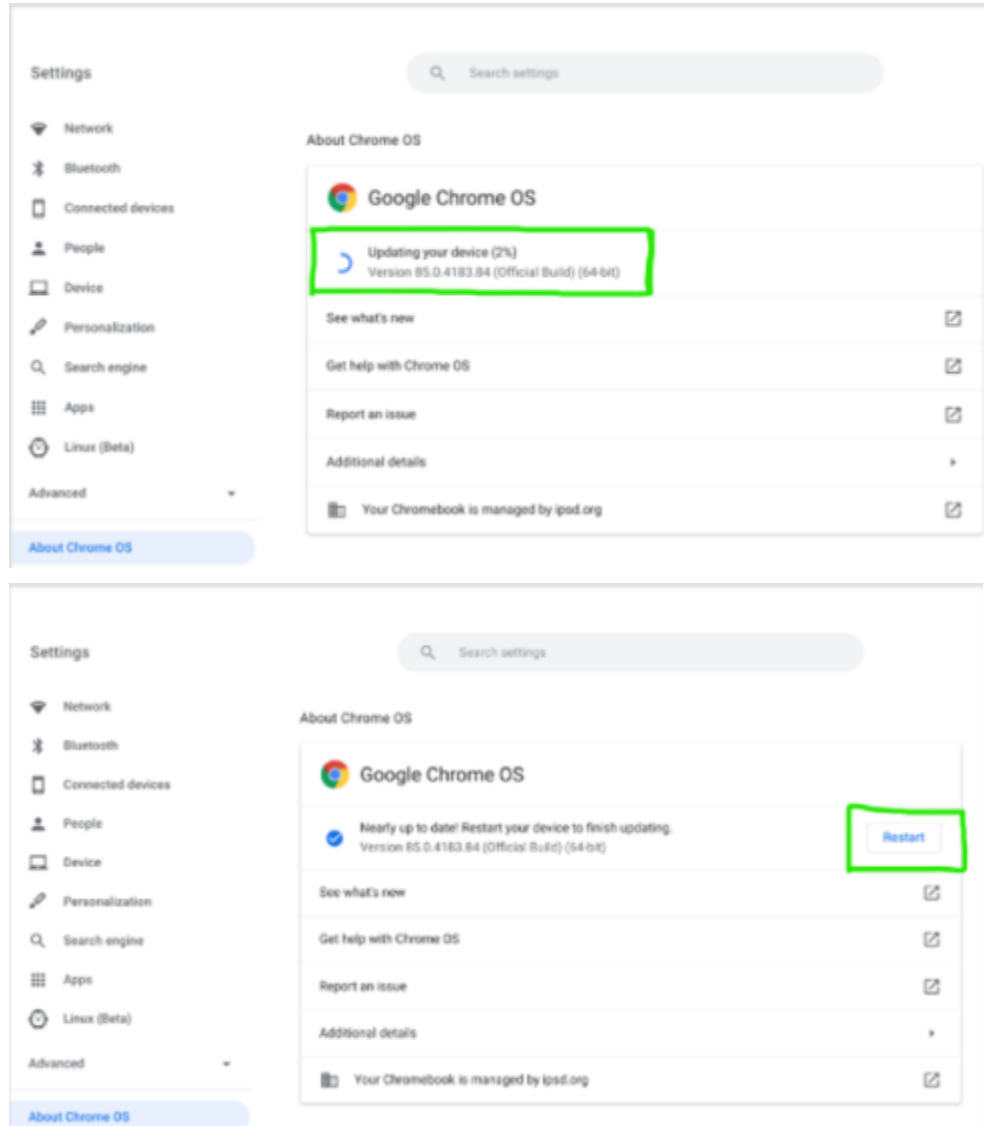 Settings
Search settings
Network
Bluetooth
Connected devices
People
Device
Personalization
Search engine
Apps
Linux (Beta)
Advanced
About Chrome OS
About Chrome OS
Google Chrome OS
Updating your device (2%)
Version 85.0.4183.84 (Official Build) (64-bit)
See what's new
Get help with Chrome OS
Report an issue
Additional details
Your Chromebook is managed by ipsd.org
Settings
Search settings
Network
Bluetooth
Connected devices
People
Device
Personalization
Search engine
Apps
Linux (Beta)
Advanced
About Chrome OS
About Chrome OS
Google Chrome OS
Nearly up to date! Restart your device to finish updating.
Version 85.0.4183.84 (Official Build) (64-bit)
Restart
See what's new
Get help with Chrome OS
Report an issue
Additional details
Your Chromebook is managed by ipsd.org